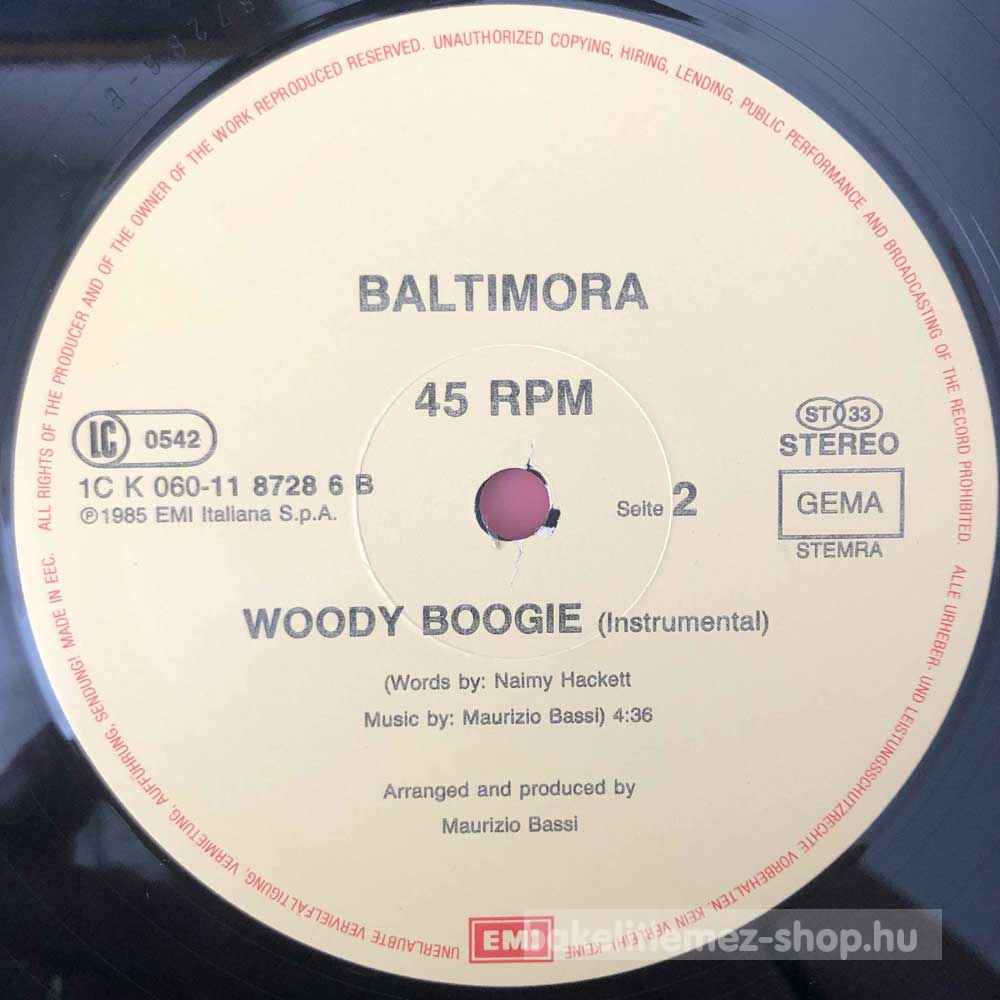 ALL RIGHTS OF THE PRODUCER AND OF THE OWNER OF THE WORK REPRODUCED RESERVED. UNAUTHORIZED COPYING, HIRING, LENDING, PUBLIC PERFORMANCE AND BROADCASTING OF THE RECORD PROHIBITED.
BALTIMORA
45 RPM
LC 0542
1C K 060-11 8728 6 B
℗ 1985 EMI Italiana S.p.A.
Seite 2
ST 33
STEREO
GEMA
STEMRA
WOODY BOOGIE (Instrumental)
(Words by: Naimy Hackett
Music by: Maurizio Bassi) 4:36
Arranged and produced by
Maurizio Bassi
ALLE URHEBER- UND LEISTUNGSSCHUTZRECHTE VORBEHALTEN. KEIN VERLEIH! KEINE
UNERLAUBTE VERVIELFÄLTIGUNG, VERMIETUNG, AUFFÜHRUNG, SENDUNG! MADE IN EEC.
EMI
bakelitlemez-shop.hu